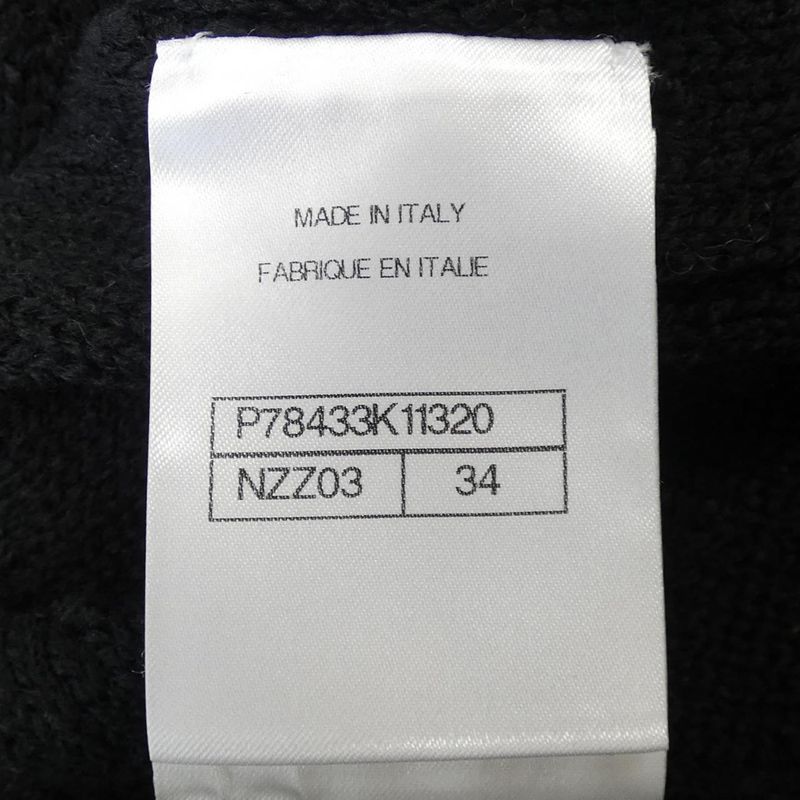 MADE IN ITALY
FABRIQUE EN ITALIE
P78433K11320
NZZ03 34